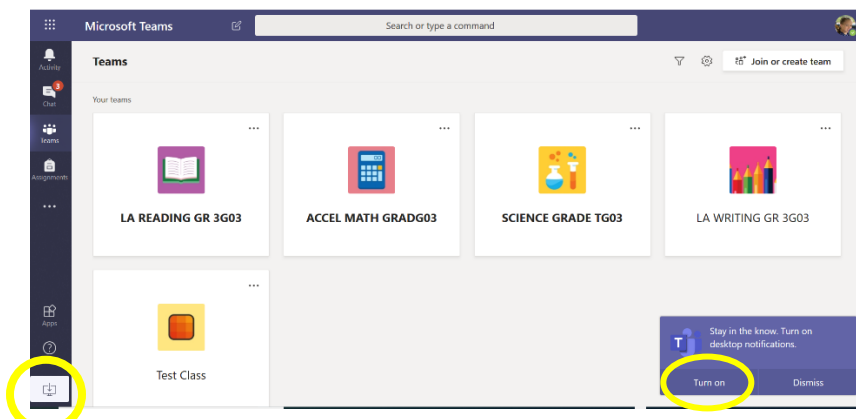 Microsoft Teams
Search or type a command
Activity
3
Chat
Teams
Assignments
Apps
Teams
Join or create team
Your teams
LA READING GR 3G03
ACCEL MATH GRADG03
SCIENCE GRADE TG03
LA WRITING GR 3G03
Test Class
T
Stay in the know. Turn on
desktop notifications.
Turn on
Dismiss